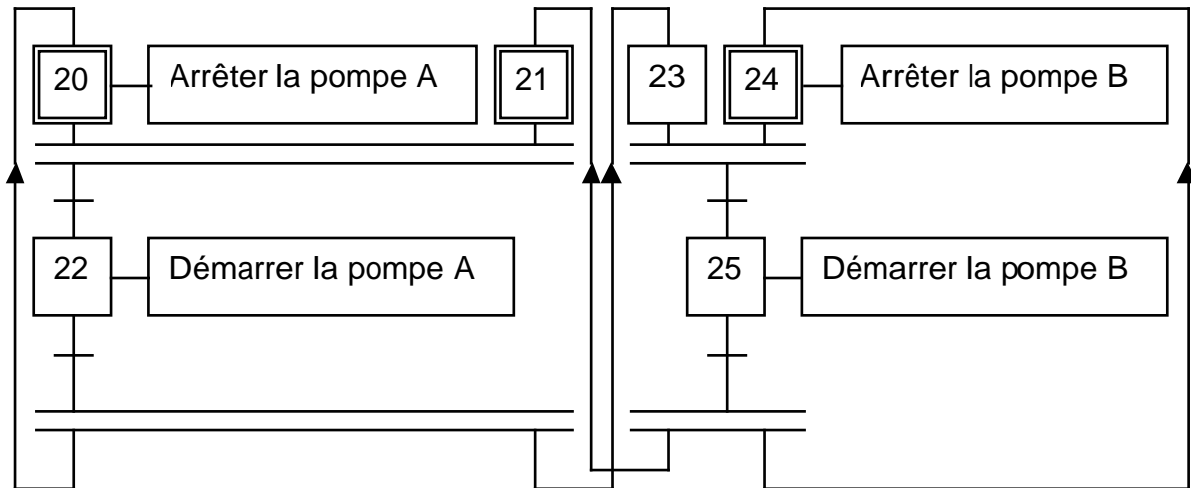 20 Arrêter la pompe A 21 23 24 Arrêter la pompe B
22 Démarrer la pompe A 25 Démarrer la pompe B